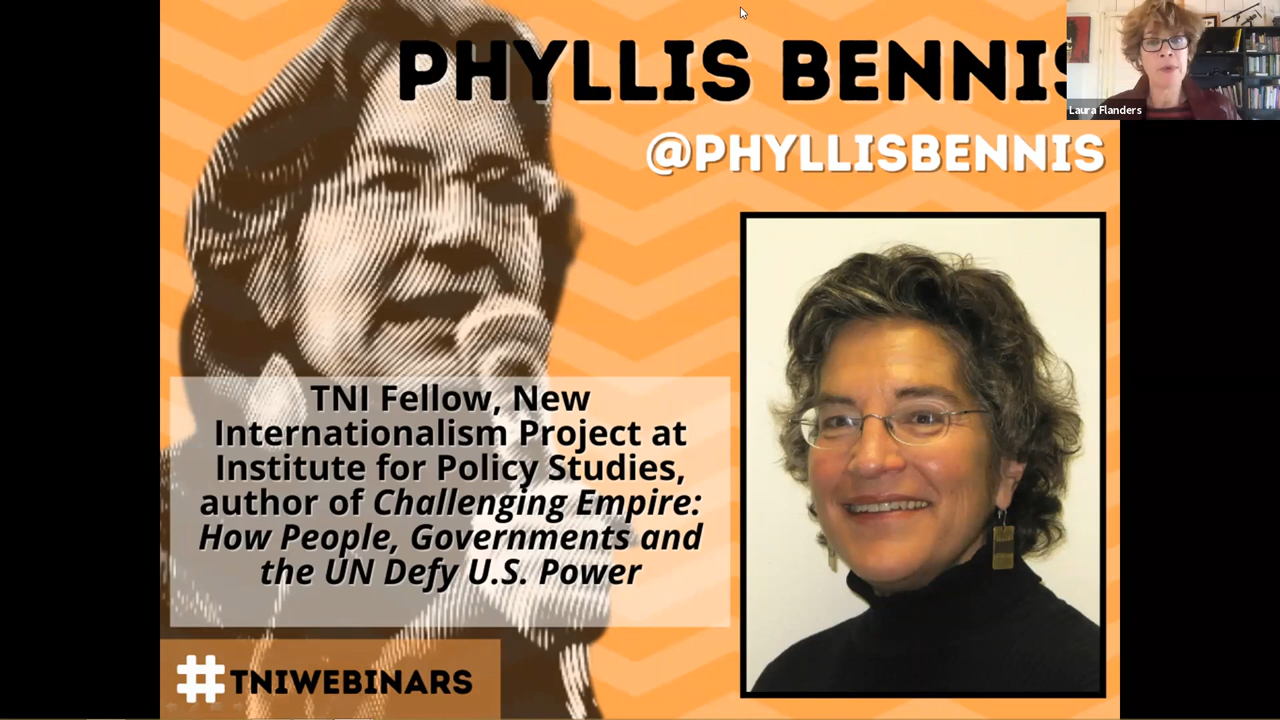 PHYLLIS BENNIS
Laura Flanders
@PHYLLISBENNIS
TNI Fellow, New
Internationalism Project at
Institute for Policy Studies,
author of Challenging Empire:
How People, Governments and
the UN Defy U.S. Power
#TNIWEBINARS